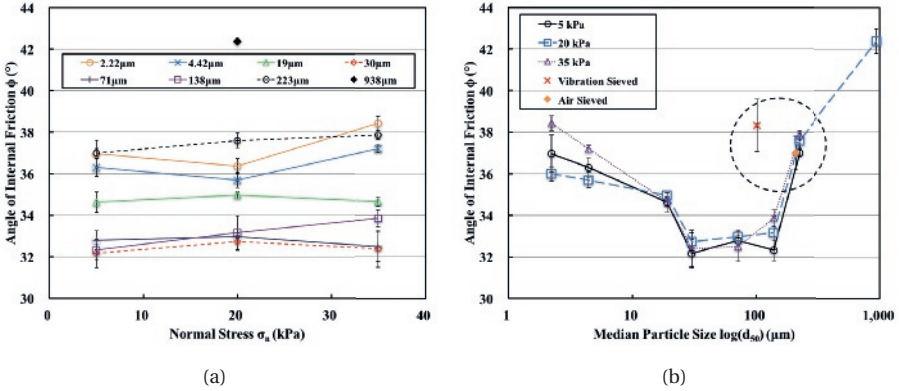 44
42
40
38
36
34
32
30
Angle of Internal Friction ϕ (°)
2.22µm
4.42µm
19µm
30µm
71µm
138µm
223µm
938µm
0
10
20
30
40
Normal Stress σn (kPa)
(a)
44
42
40
38
36
34
32
30
Angle of Internal Friction ϕ (°)
5 kPa
20 kPa
35 kPa
Vibration Sieved
Air Sieved
1
10
100
1,000
Median Particle Size log(d50) (µm)
(b)